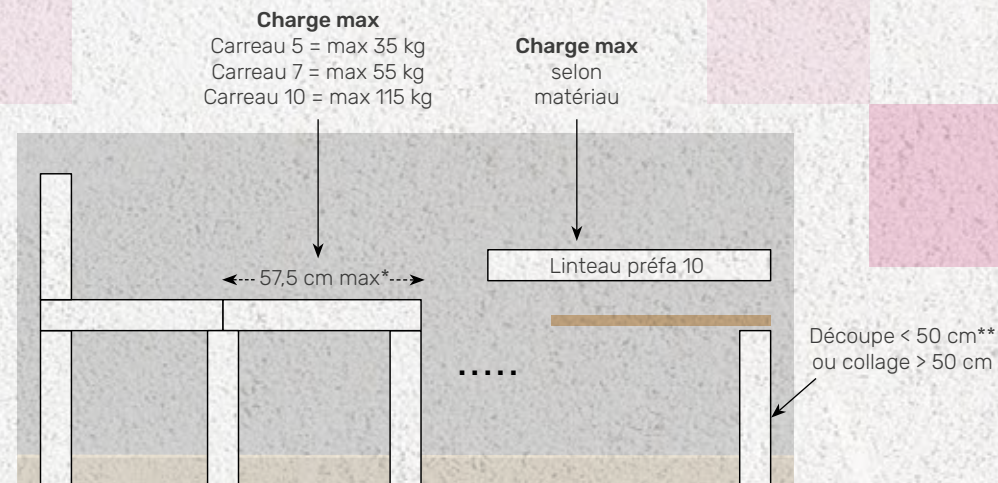 Charge max
Carreau 5 = max 35 kg
Carreau 7 = max 55 kg
Carreau 10 = max 115 kg
Charge max
selon
matériau
57,5 cm max*
Linteau préfa 10
.....
Découpe < 50 cm**
ou collage > 50 cm